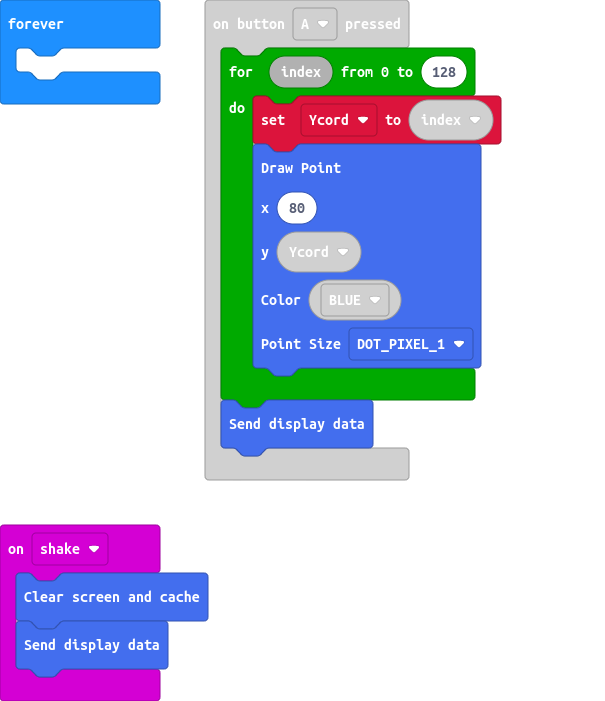 forever
on button A pressed
for index from 0 to 128
do
set Ycord to index
Draw Point
x 80
y Ycord
Color BLUE
Point Size DOT_PIXEL_1
Send display data
on shake
Clear screen and cache
Send display data